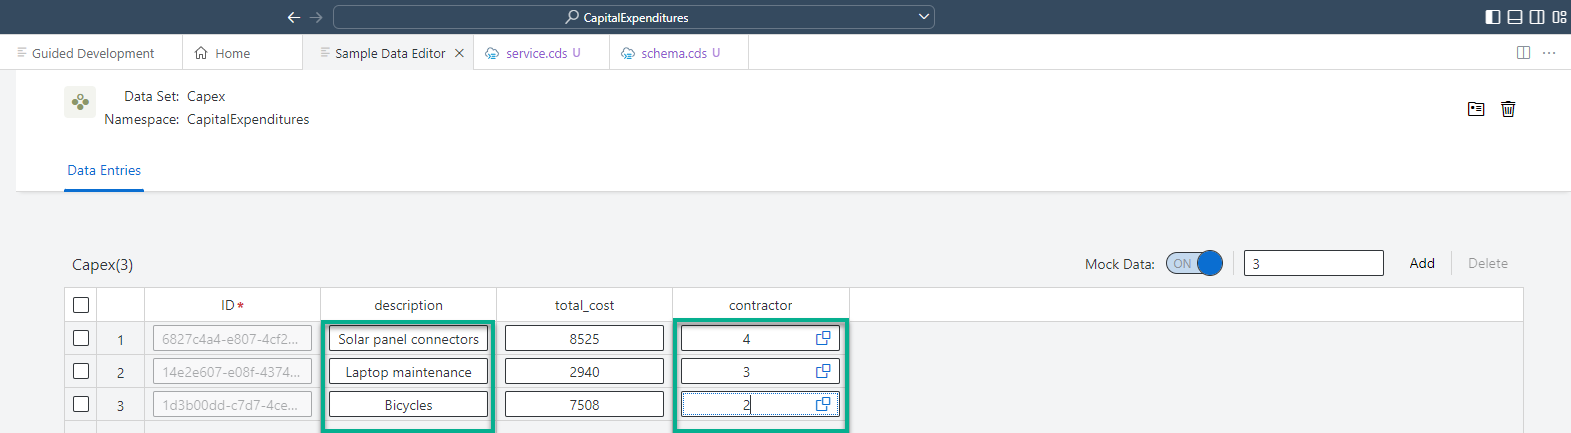 CapitalExpenditures
Guided Development
Home
Sample Data Editor
service.cds U
schema.cds U
Data Set: Capex
Namespace: CapitalExpenditures
Data Entries
Capex(3)
Mock Data: ON 3 Add Delete
ID* description total_cost contractor
1 6827c4a4-e807-4cf2... Solar panel connectors 8525 4
2 14e2e607-e08f-4374... Laptop maintenance 2940 3
3 1d3b00dd-c7d7-4ce... Bicycles 7508 2